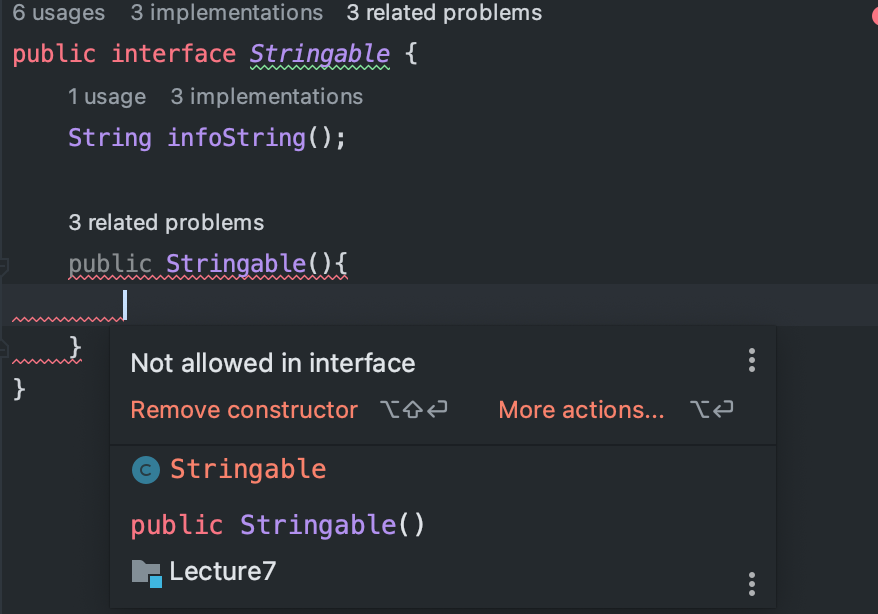 6 usages 3 implementations 3 related problems
public interface Stringable {
1 usage 3 implementations
String infoString();
3 related problems
public Stringable(){
}
}
Not allowed in interface
Remove constructor ⌥⇧⏎ More actions... ⌥⏎
C Stringable
public Stringable()
Lecture7